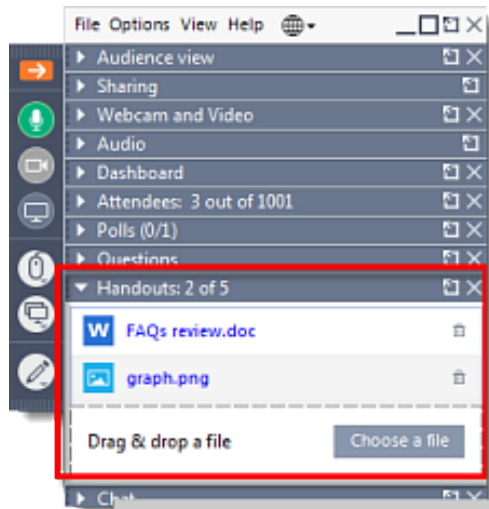 File Options View Help
Audience view
Sharing
Webcam and Video
Audio
Dashboard
Attendees: 3 out of 1001
Polls (0/1)
Questions
Handouts: 2 of 5
W FAQs review.doc
graph.png
Drag & drop a file Choose a file
Chat